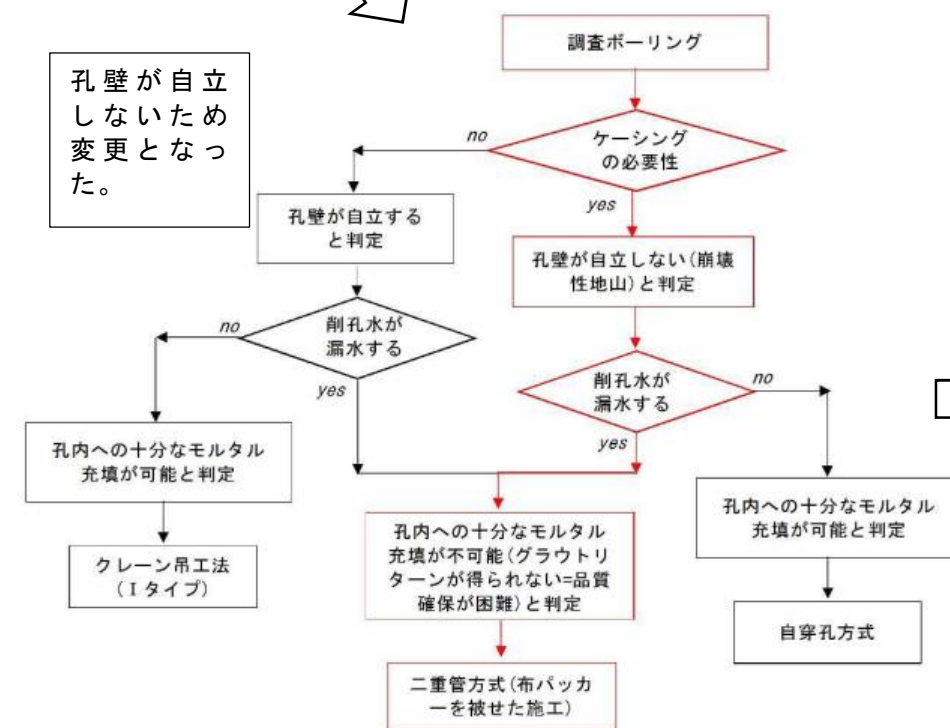 調査ボーリング
孔壁が自立
しないため
変更となっ
た。
ケーシング
の必要性
no
yes
孔壁が自立する
と判定
孔壁が自立しない(崩壊
性地山)と判定
削孔水が
漏水する
no
yes
削孔水が
漏水する
no
yes
孔内への十分なモルタル
充填が可能と判定
孔内への十分なモルタル
充填が不可能(グラウトリ
ターンが得られない=品質
確保が困難)と判定
孔内への十分なモルタル
充填が可能と判定
クレーン吊工法
(Ⅰタイプ)
自穿孔方式
二重管方式(布パッカ
ーを被せた施工)